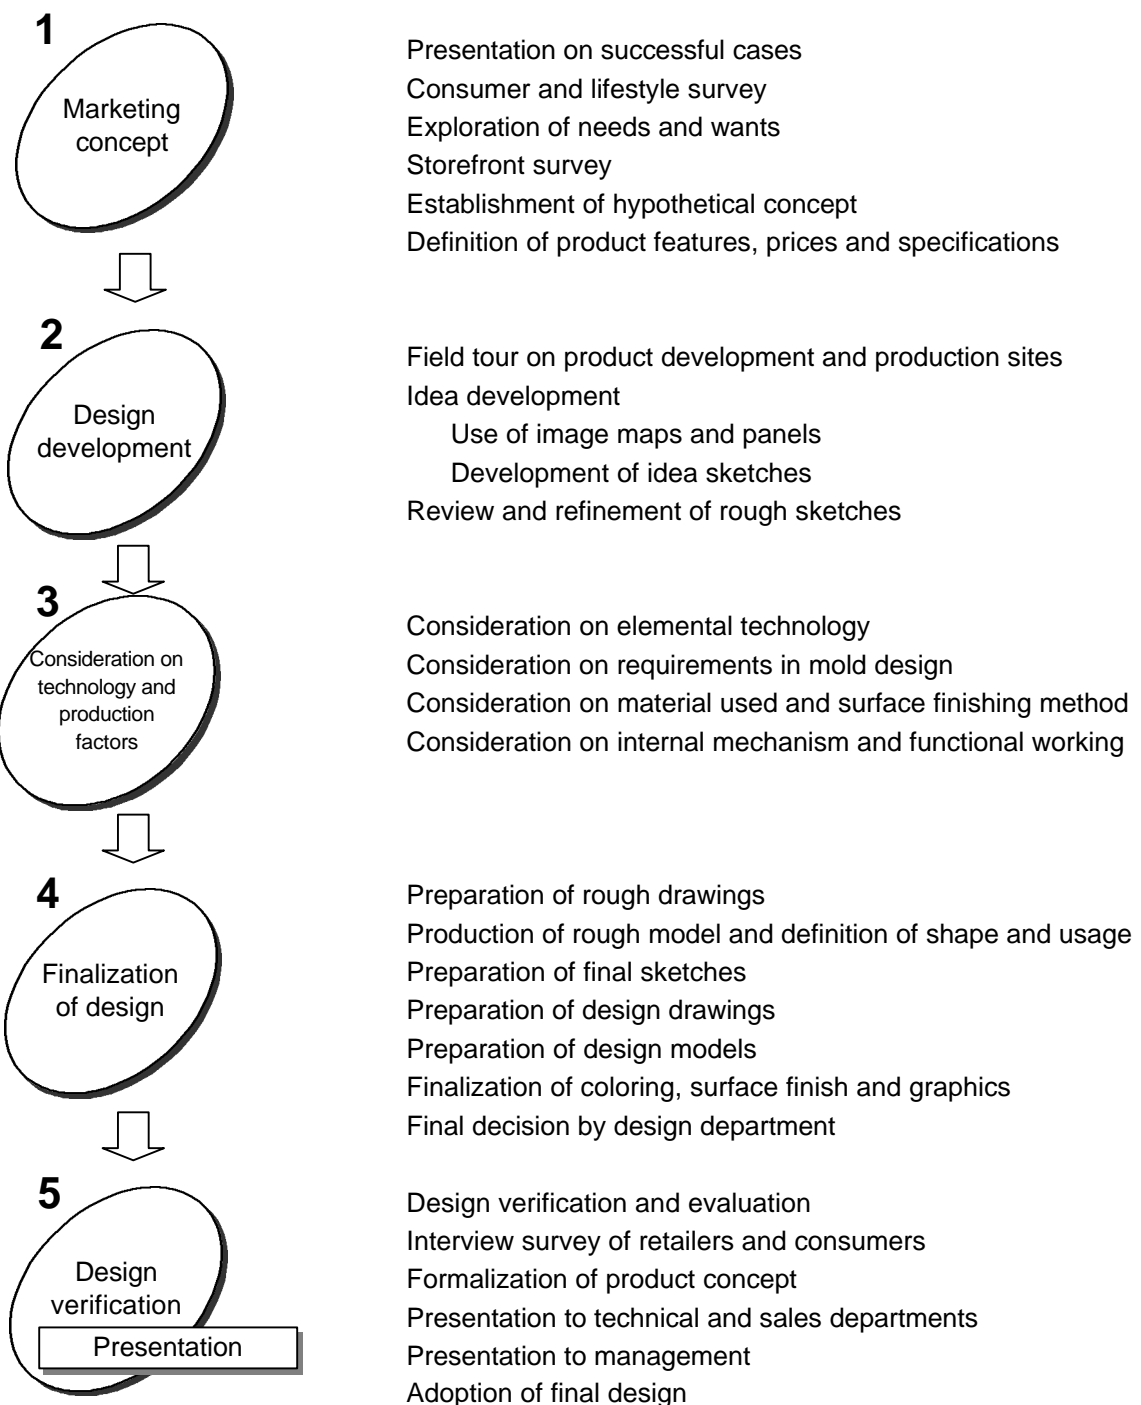 1
Marketing
concept
Presentation on successful cases
Consumer and lifestyle survey
Exploration of needs and wants
Storefront survey
Establishment of hypothetical concept
Definition of product features, prices and specifications
2
Design
development
Field tour on product development and production sites
Idea development
Use of image maps and panels
Development of idea sketches
Review and refinement of rough sketches
3
Consideration on
technology and
production
factors
Consideration on elemental technology
Consideration on requirements in mold design
Consideration on material used and surface finishing method
Consideration on internal mechanism and functional working
4
Finalization
of design
Preparation of rough drawings
Production of rough model and definition of shape and usage
Preparation of final sketches
Preparation of design drawings
Preparation of design models
Finalization of coloring, surface finish and graphics
Final decision by design department
5
Design
verification
Presentation
Design verification and evaluation
Interview survey of retailers and consumers
Formalization of product concept
Presentation to technical and sales departments
Presentation to management
Adoption of final design